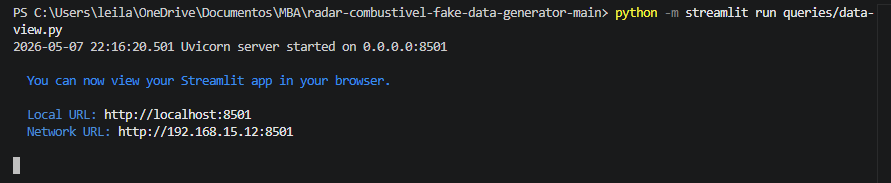 PS C:\Users\leila\OneDrive\Documentos\MBA\radar-combustivel-fake-data-generator-main> python -m streamlit run queries/data-
view.py
2026-05-07 22:16:20.501 Uvicorn server started on 0.0.0.0:8501
You can now view your Streamlit app in your browser.
Local URL: http://localhost:8501
Network URL: http://192.168.15.12:8501